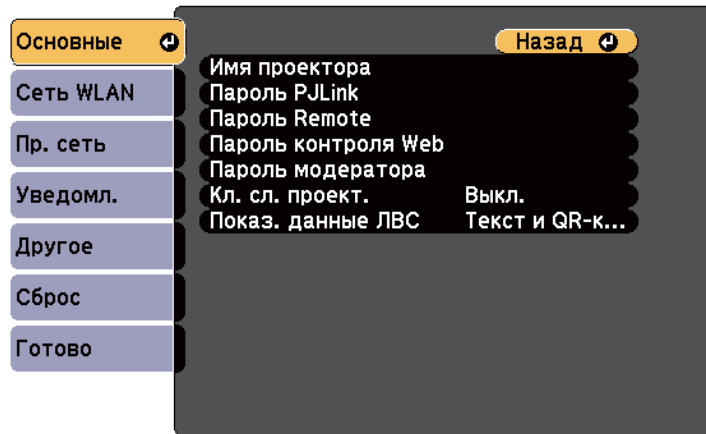 Основные
Сеть WLAN
Пр. сеть
Уведомл.
Другое
Сброс
Готово
Назад
Имя проектора
Пароль PJLink
Пароль Remote
Пароль контроля Web
Пароль модератора
Кл. сл. проект. Выкл.
Показ. данные ЛВС Текст и QR-к...